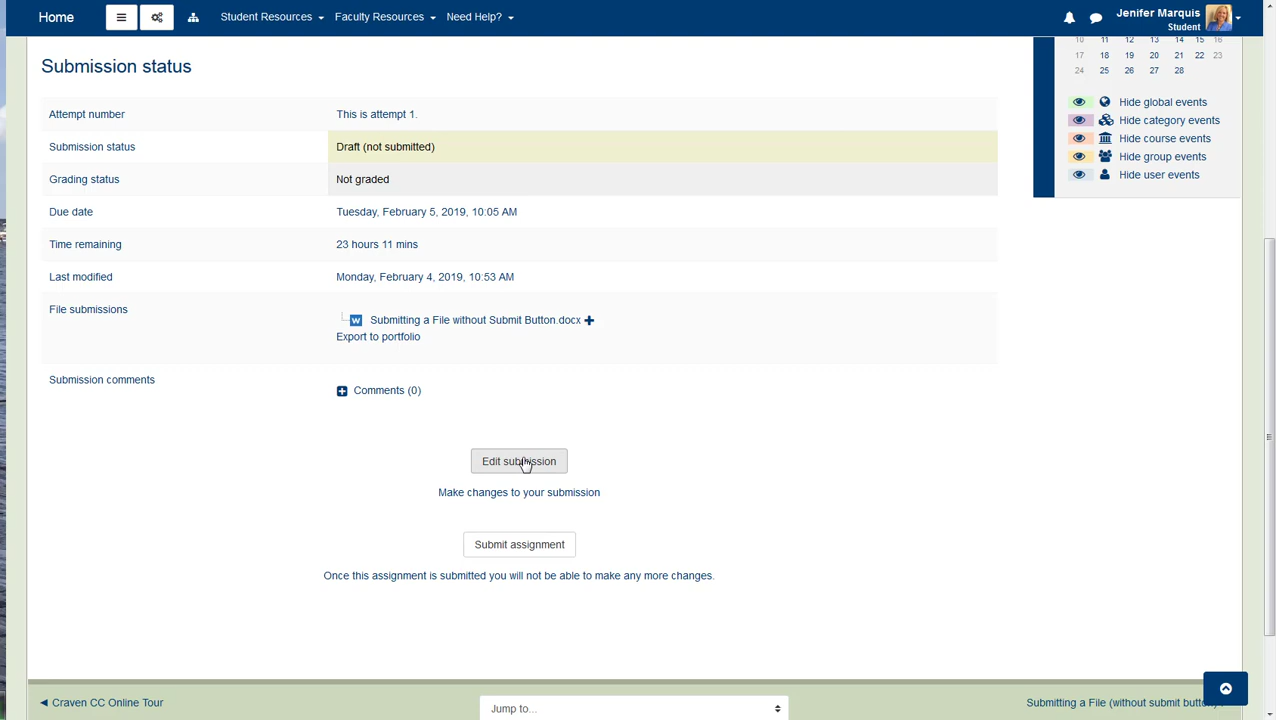 Home Student Resources Faculty Resources Need Help? Jenifer Marquis
Student
Submission status
Attempt number This is attempt 1.
Submission status Draft (not submitted)
Grading status Not graded
Due date Tuesday, February 5, 2019, 10:05 AM
Time remaining 23 hours 11 mins
Last modified Monday, February 4, 2019, 10:53 AM
File submissions Submitting a File without Submit Button.docx
Export to portfolio
Submission comments Comments (0)
Edit submission
Make changes to your submission
Submit assignment
Once this assignment is submitted you will not be able to make any more changes.
10 11 12 13 14 15 16
17 18 19 20 21 22 23
24 25 26 27 28
Hide global events
Hide category events
Hide course events
Hide group events
Hide user events
◄ Craven CC Online Tour
Jump to...
Submitting a File (without submit